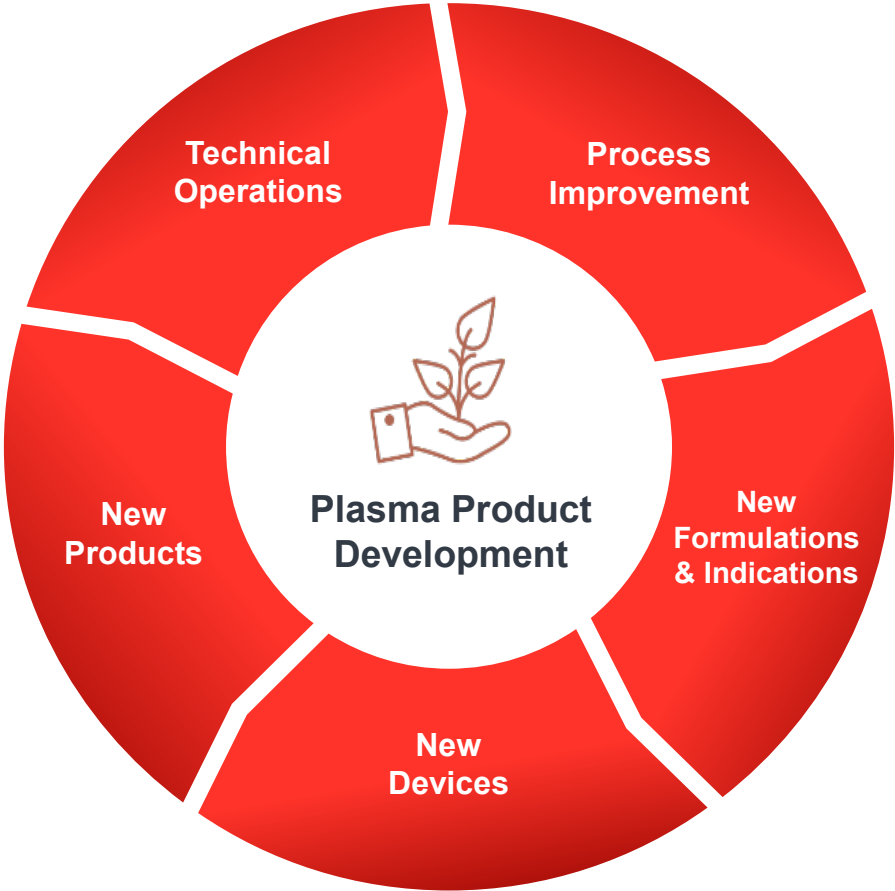 Technical
Operations
Process
Improvement
New
Formulations
& Indications
New
Devices
New
Products
Plasma Product
Development